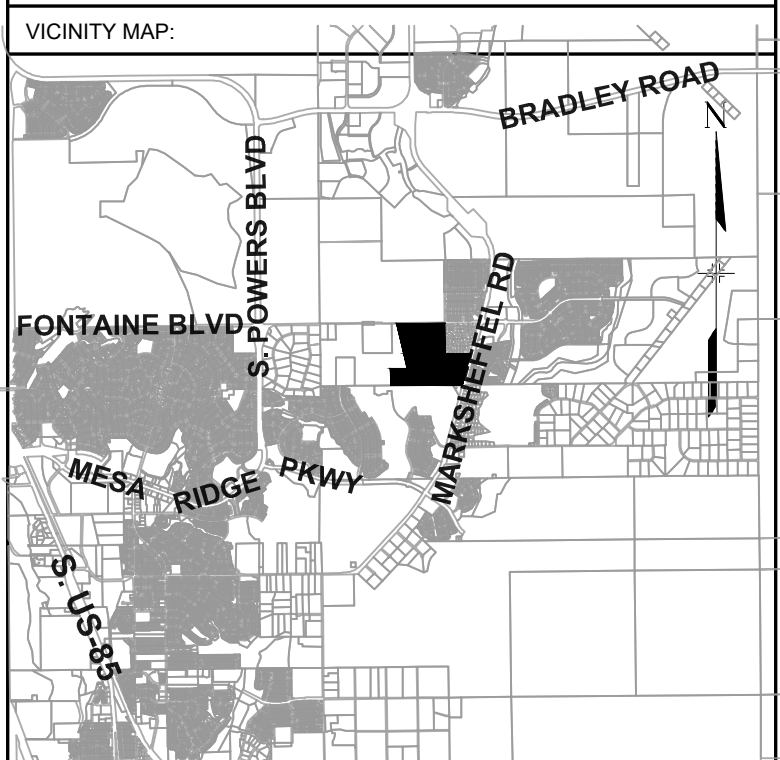 VICINITY MAP:
BRADLEY ROAD
N
S. POWERS BLVD
MARKSHEFFEL RD
FONTAINE BLVD
MESA RIDGE PKWY
S. US-85